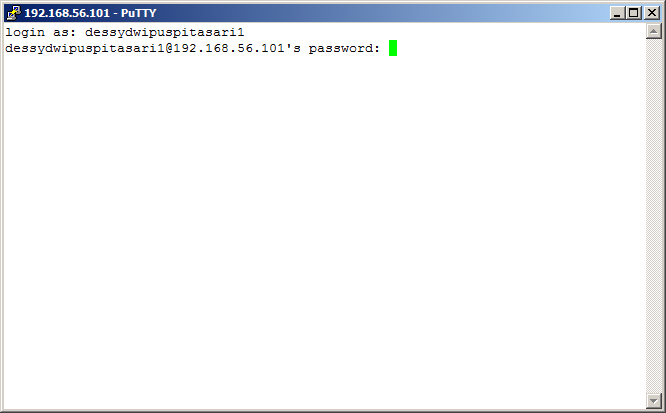 192.168.56.101 - PuTTY
login as: dessydwipuspitasari1
dessydwipuspitasari1@192.168.56.101's password: